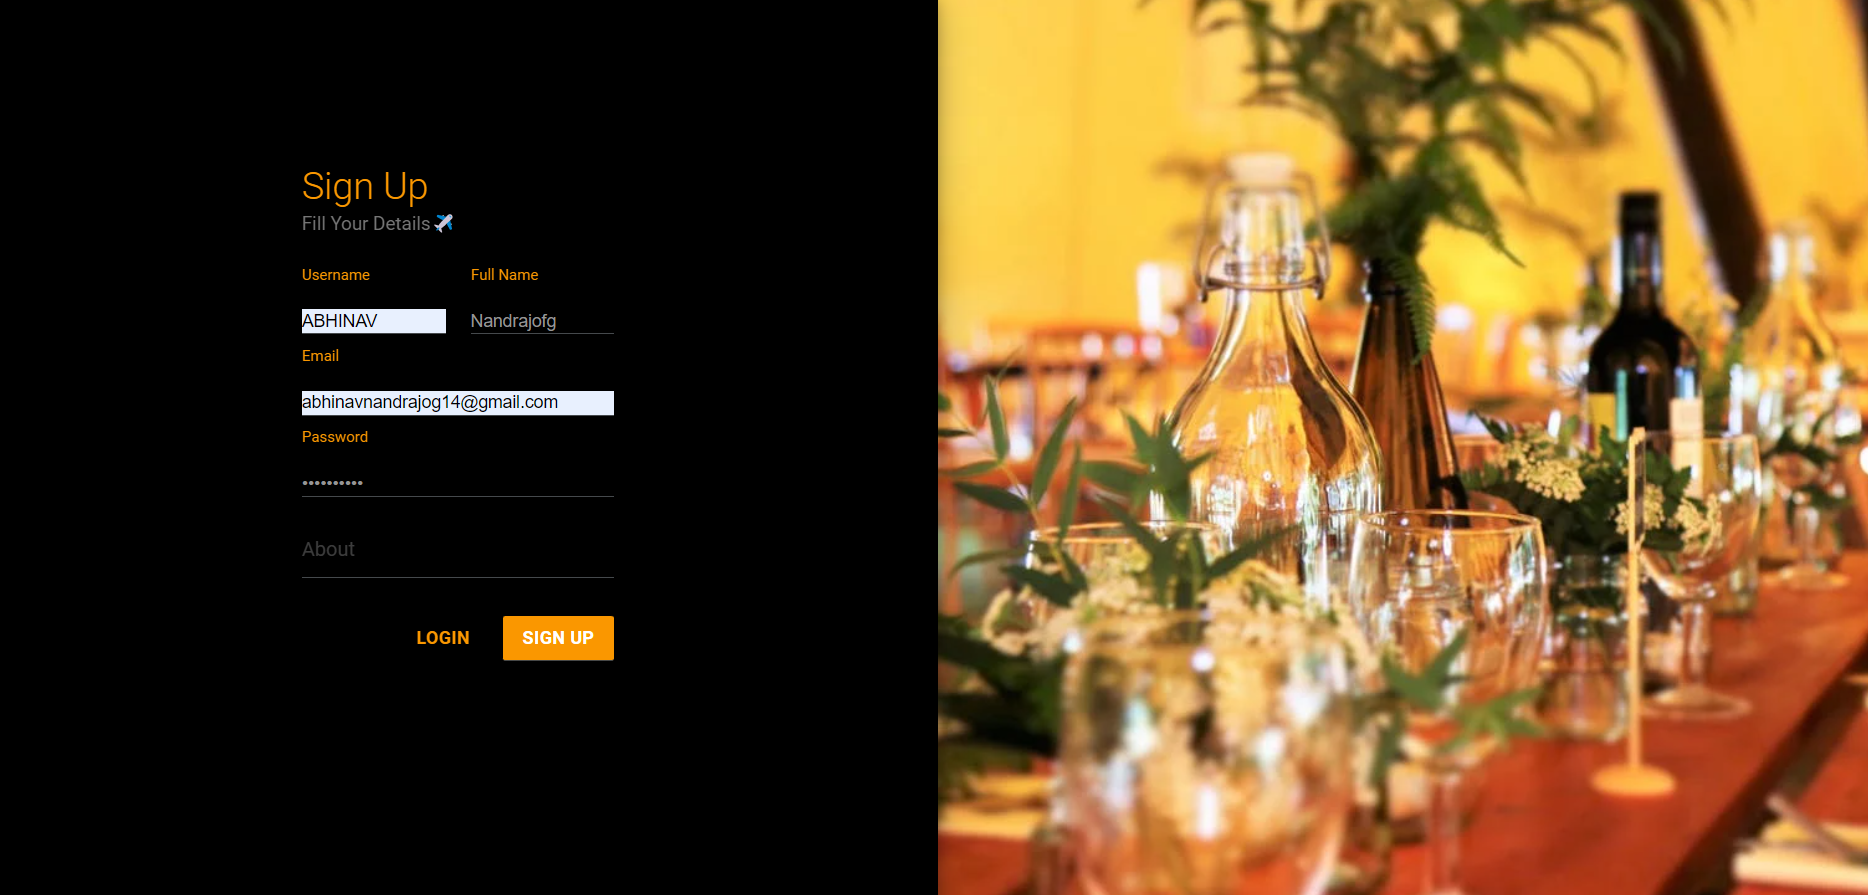 Sign Up
Fill Your Details✈️
Username Full Name
ABHINAV Nandrajofg
Email
abhinavnandrajog14@gmail.com
Password
••••••••••
About
LOGIN SIGN UP